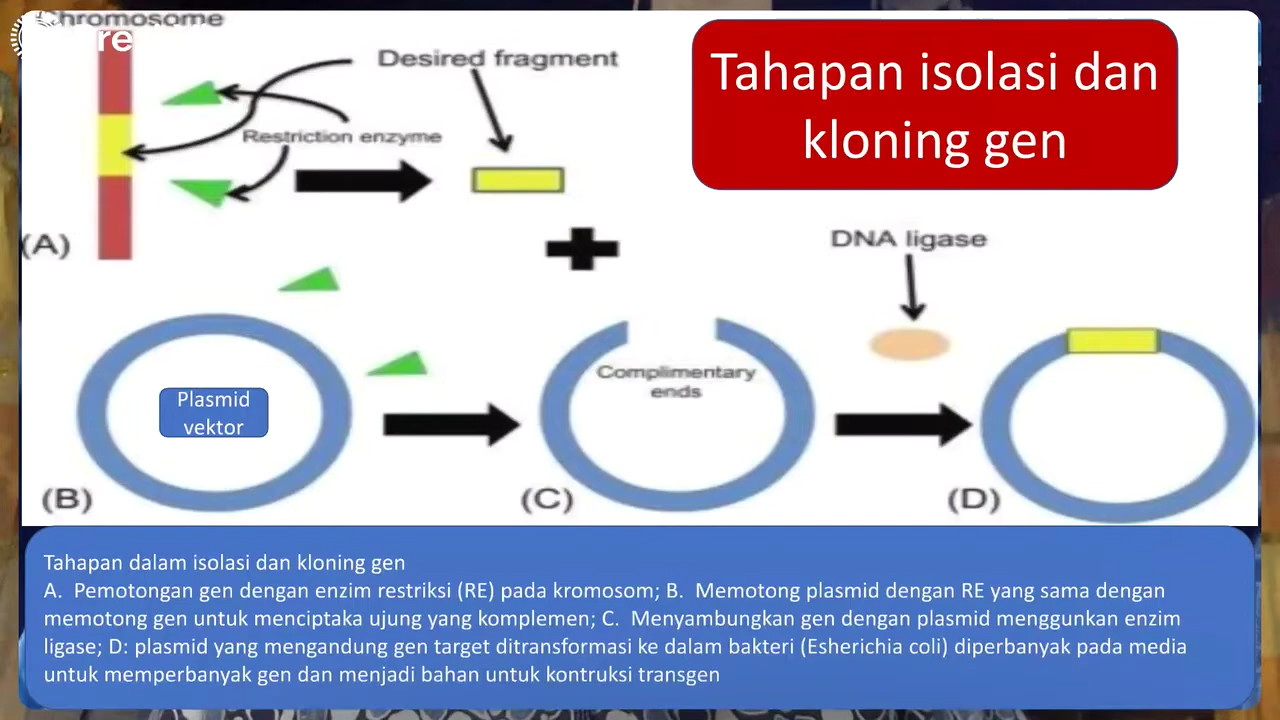 Chromosome
re
Desired fragment
Restriction enzyme
(A)
Tahapan isolasi dan
kloning gen
DNA ligase
Plasmid
vektor
Complimentary
ends
(B)
(C)
(D)
Tahapan dalam isolasi dan kloning gen
A. Pemotongan gen dengan enzim restriksi (RE) pada kromosom; B. Memotong plasmid dengan RE yang sama dengan
memotong gen untuk menciptaka ujung yang komplemen; C. Menyambungkan gen dengan plasmid menggunkan enzim
ligase; D: plasmid yang mengandung gen target ditransformasi ke dalam bakteri (Esherichia coli) diperbanyak pada media
untuk memperbanyak gen dan menjadi bahan untuk kontruksi transgen